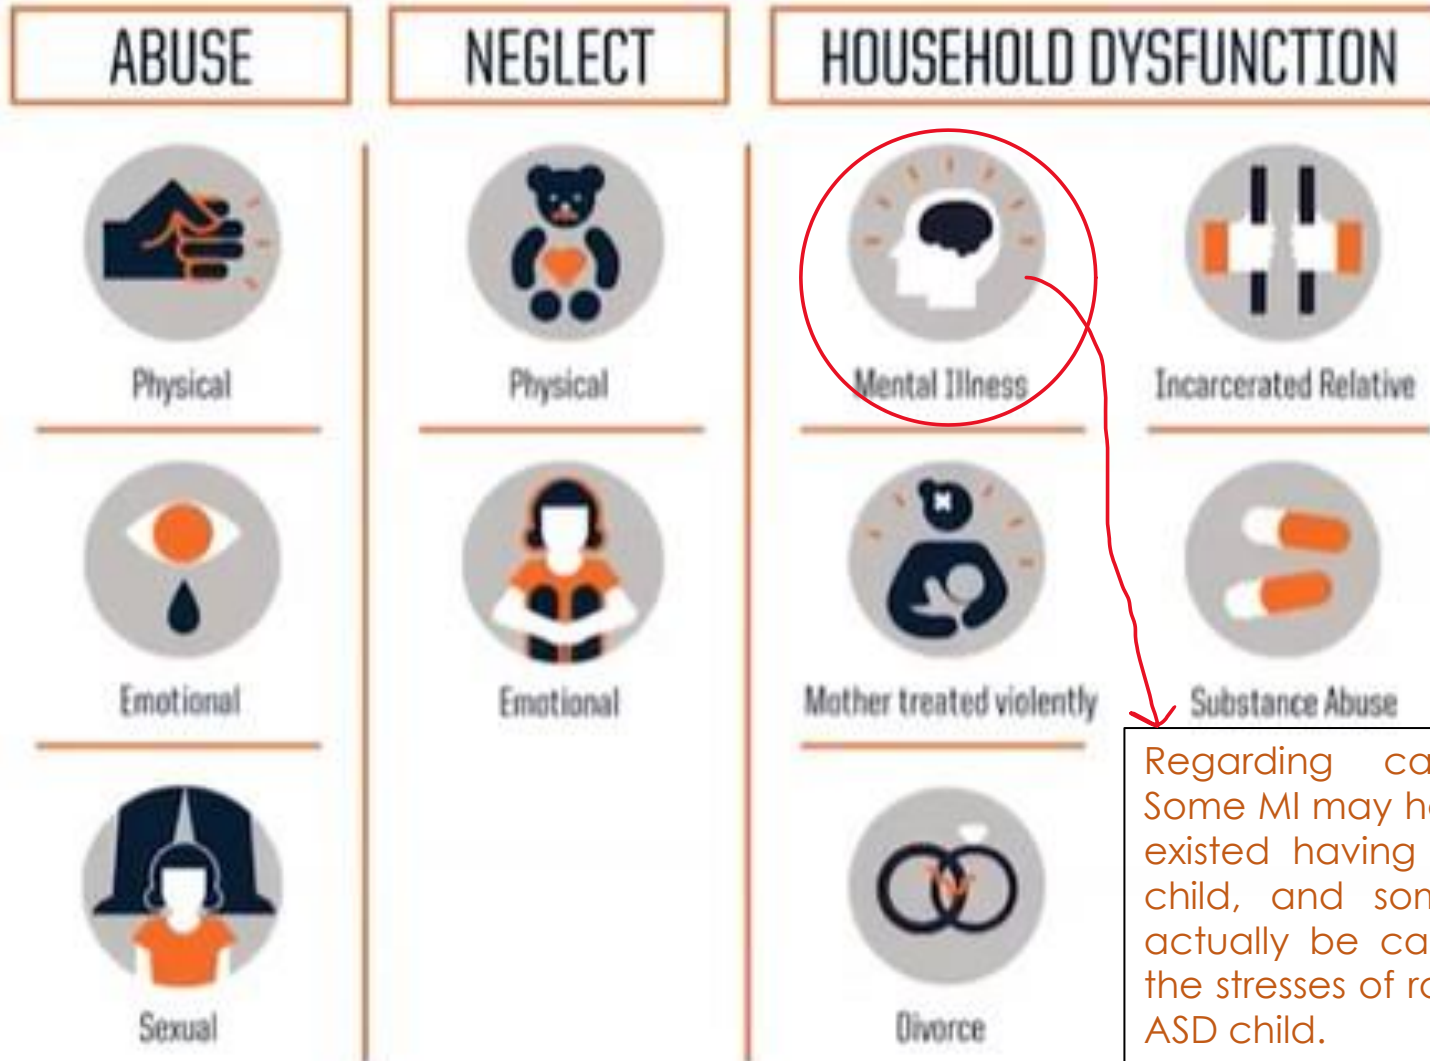 ABUSE
NEGLECT
HOUSEHOLD DYSFUNCTION
Physical
Physical
Mental Illness
Incarcerated Relative
Emotional
Emotional
Mother treated violently
Substance Abuse
Sexual
Divorce
Regarding
Some MI may
existed having
child, and
actually be
the stresses of
ASD child.